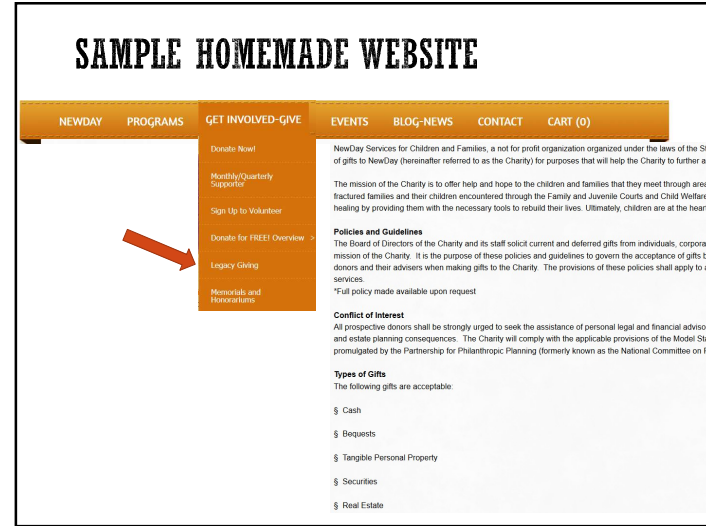 SAMPLE HOMEMADE WEBSITE
NEWDAY PROGRAMS GET INVOLVED-GIVE EVENTS BLOG-NEWS CONTACT CART (0)
Donate Now!
Monthly/Quarterly
Supporter
Sign Up to Volunteer
Donate for FREE! Overview >
Legacy Giving
Memorials and
Honorariums
NewDay Services for Children and Families, a not for profit organization organized under the laws of the
of gifts to NewDay (hereinafter referred to as the Charity) for purposes that will help the Charity to further
The mission of the Charity is to offer help and hope to the children and families that they meet through
fractured families and their children encountered through the Family and Juvenile Courts and Child Welfare
healing by providing them with the necessary tools to rebuild their lives. Ultimately, children are at the
Policies and Guidelines
The Board of Directors of the Charity and its staff solicit current and deferred gifts from individuals,
mission of the Charity. It is the purpose of these policies and guidelines to govern the acceptance of gifts
donors and their advisers when making gifts to the Charity. The provisions of these policies shall apply to
services.
*Full policy made available upon request
Conflict of Interest
All prospective donors shall be strongly urged to seek the assistance of personal legal and financial
and estate planning consequences. The Charity will comply with the applicable provisions of the Model
promulgated by the Partnership for Philanthropic Planning (formerly known as the National Committee on
Types of Gifts
The following gifts are acceptable:
§ Cash
§ Bequests
§ Tangible Personal Property
§ Securities
§ Real Estate